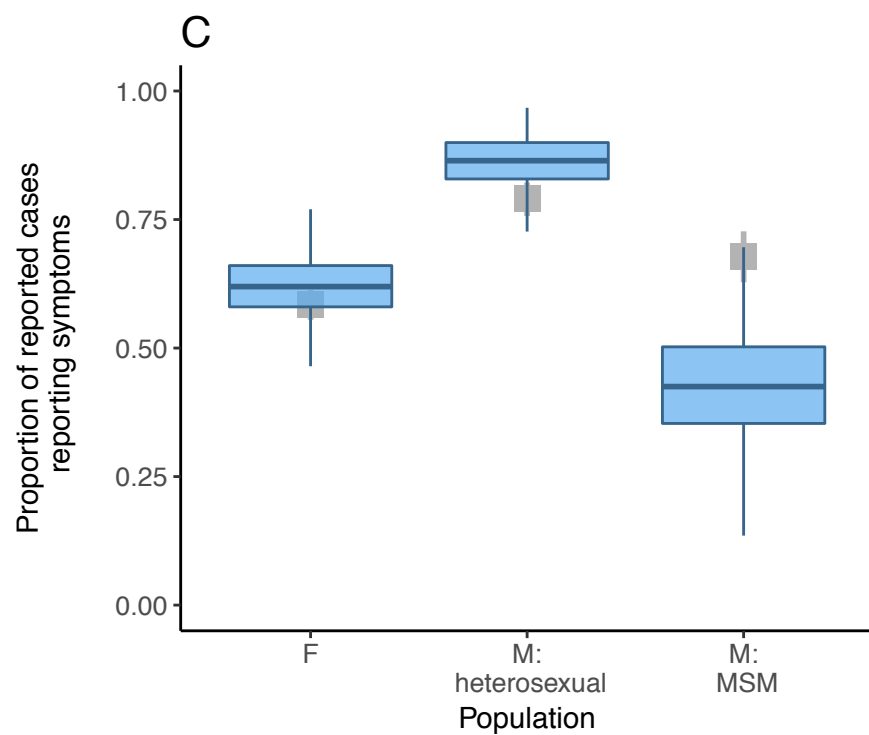 C
Proportion of reported cases
reporting symptoms
1.00
0.75
0.50
0.25
0.00
F
M:
heterosexual
M:
MSM
Population